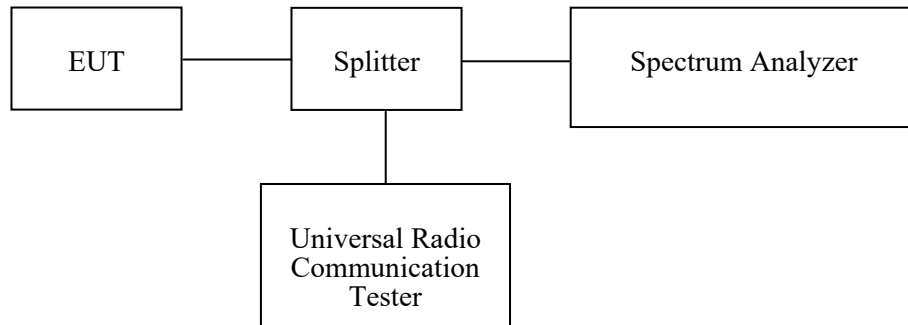 EUT
Splitter
Spectrum Analyzer
Universal Radio
Communication
Tester